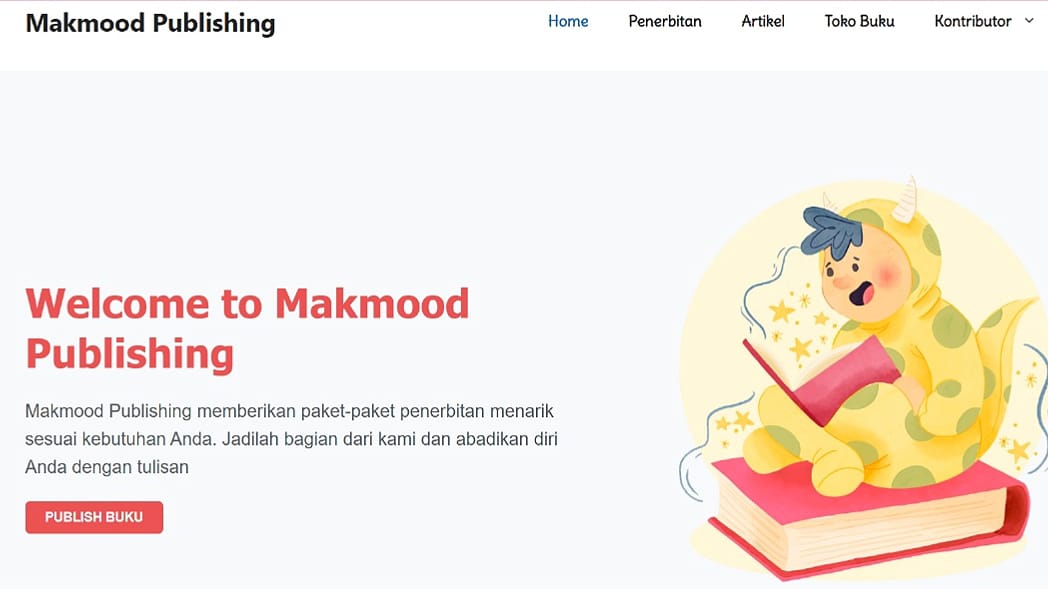 Makmood Publishing
Home Penerbitan Artikel Toko Buku Kontributor
Welcome to Makmood
Publishing
Makmood Publishing memberikan paket-paket penerbitan menarik
sesuai kebutuhan Anda. Jadilah bagian dari kami dan abadikan diri
Anda dengan tulisan
PUBLISH BUKU